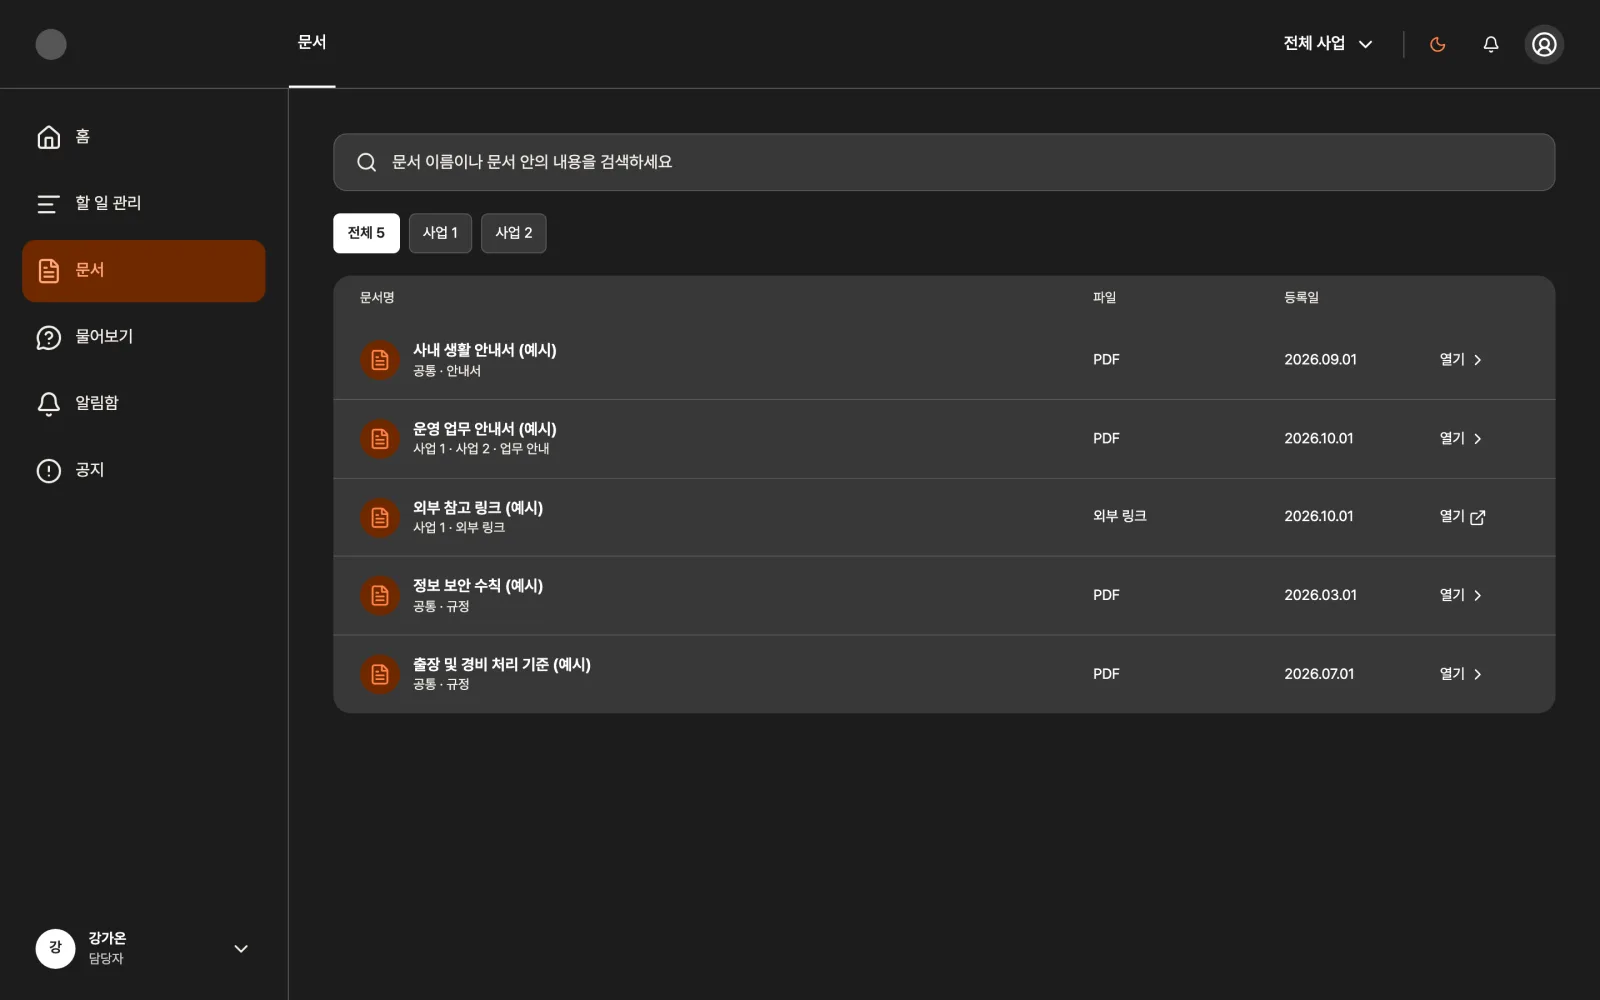 문서
전체 사업
홈
할 일 관리
문서
물어보기
알림함
공지
문서 이름이나 문서 안의 내용을 검색하세요
전체 5
사업 1
사업 2
문서명 파일 등록일
사내 생활 안내서 (예시)
공통 · 안내서
PDF 2026.09.01 열기
운영 업무 안내서 (예시)
사업 1 · 사업 2 · 업무 안내
PDF 2026.10.01 열기
외부 참고 링크 (예시)
사업 1 · 외부 링크
외부 링크 2026.10.01 열기
정보 보안 수칙 (예시)
공통 · 규정
PDF 2026.03.01 열기
출장 및 경비 처리 기준 (예시)
공통 · 규정
PDF 2026.07.01 열기
강
강가온
담당자